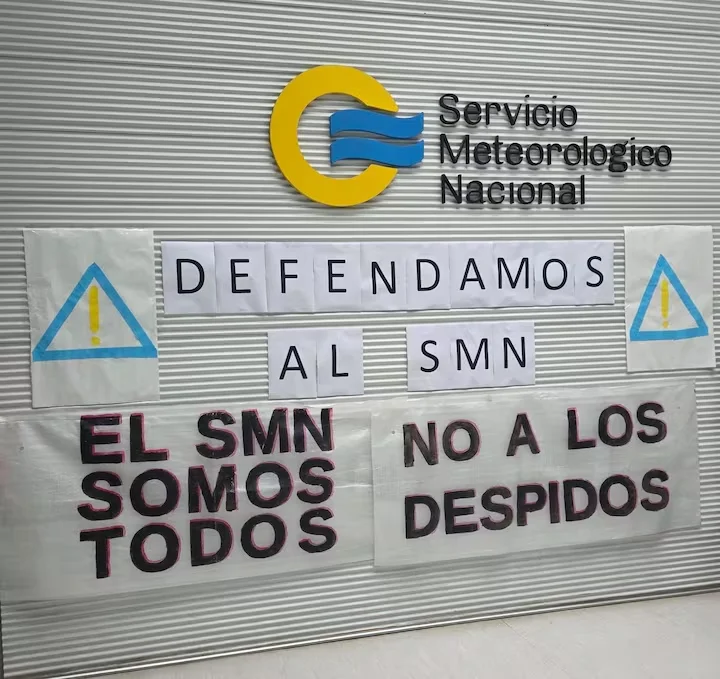 Servicio
Meteorologico
Nacional
DEFENDAMOS
AL SMN
EL SMN
SOMOS
TODOS
NO A LOS
DESPIDOS